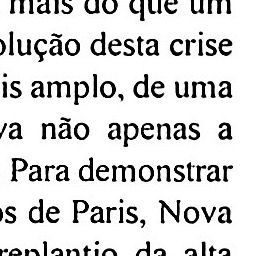 mais do que um
olução desta crise
is amplo, de uma
va não apenas a
Para demonstrar
os de Paris, Nova
replantio da alta